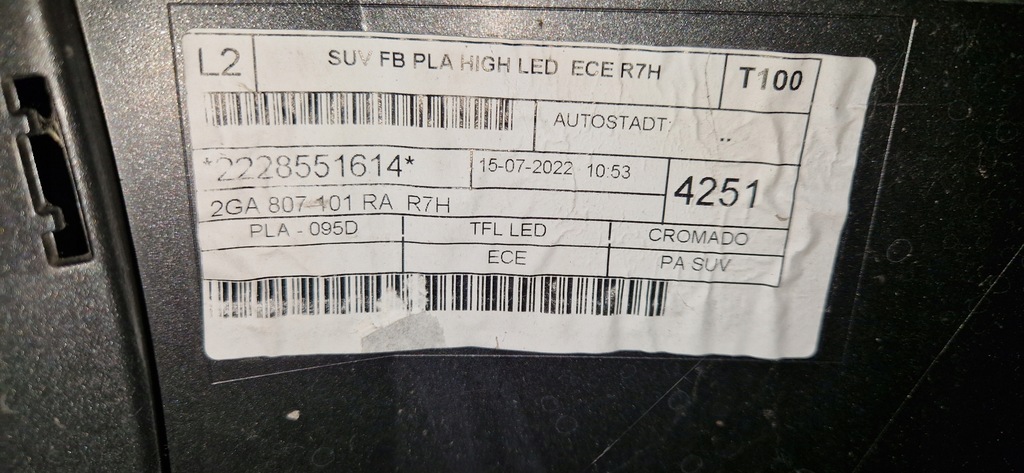 L2
SUV FB PLA HIGH LED ECE R7H
T100
AUTOSTADT: ..
*2228551614*
15-07-2022 10:53
4251
2GA 807 101 RA R7H
PLA - 095D
TFL LED
CROMADO
ECE
PA SUV